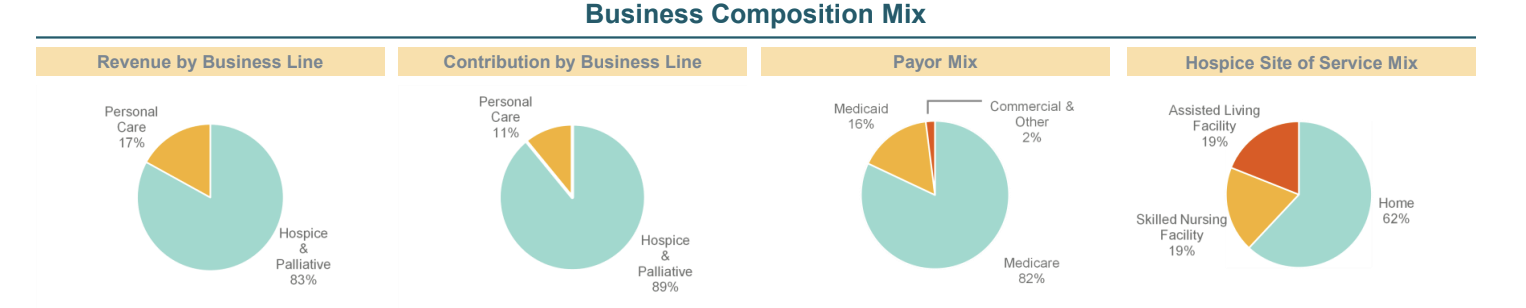 Business Composition Mix
Revenue by Business Line
Personal
Care
17%
Hospice
&
Palliative
83%
Contribution by Business Line
Personal
Care
11%
Hospice
&
Palliative
89%
Payor Mix
Medicaid
16%
Commercial &
Other
2%
Medicare
82%
Hospice Site of Service Mix
Assisted Living
Facility
19%
Home
62%
Skilled Nursing
Facility
19%